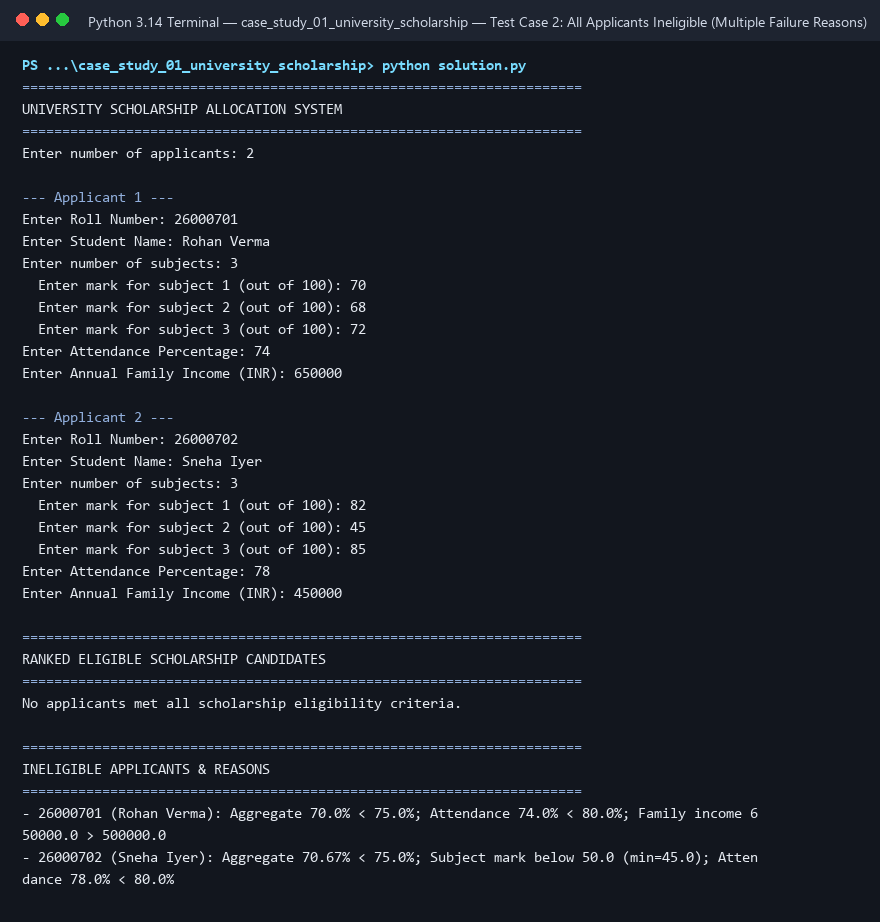 Python 3.14 Terminal — case_study_01_university_scholarship — Test Case 2: All Applicants Ineligible (Multiple Failure Reasons)
PS ...\case_study_01_university_scholarship> python solution.py
======================================================================
UNIVERSITY SCHOLARSHIP ALLOCATION SYSTEM
======================================================================
Enter number of applicants: 2
--- Applicant 1 ---
Enter Roll Number: 26000701
Enter Student Name: Rohan Verma
Enter number of subjects: 3
  Enter mark for subject 1 (out of 100): 70
  Enter mark for subject 2 (out of 100): 68
  Enter mark for subject 3 (out of 100): 72
Enter Attendance Percentage: 74
Enter Annual Family Income (INR): 650000
--- Applicant 2 ---
Enter Roll Number: 26000702
Enter Student Name: Sneha Iyer
Enter number of subjects: 3
  Enter mark for subject 1 (out of 100): 82
  Enter mark for subject 2 (out of 100): 45
  Enter mark for subject 3 (out of 100): 85
Enter Attendance Percentage: 78
Enter Annual Family Income (INR): 450000
======================================================================
RANKED ELIGIBLE SCHOLARSHIP CANDIDATES
======================================================================
No applicants met all scholarship eligibility criteria.
======================================================================
INELIGIBLE APPLICANTS & REASONS
======================================================================
- 26000701 (Rohan Verma): Aggregate 70.0% < 75.0%; Attendance 74.0% < 80.0%; Family income 6
50000.0 > 500000.0
- 26000702 (Sneha Iyer): Aggregate 70.67% < 75.0%; Subject mark below 50.0 (min=45.0); Atten
dance 78.0% < 80.0%